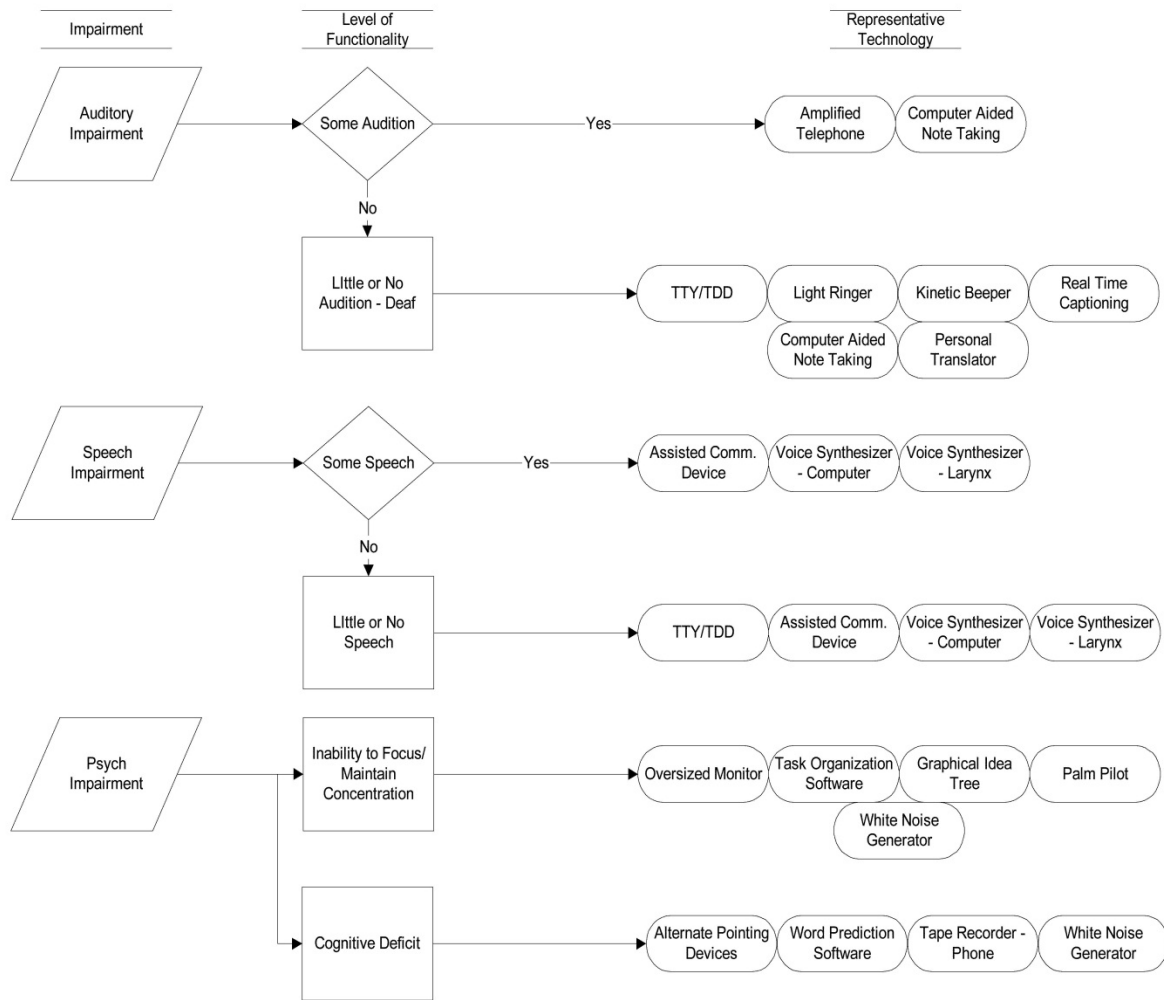 Impairment
Level of
Functionality
Representative
Technology
Auditory
Impairment
Some Audition
Yes
Amplified
Telephone
Computer Aided
Note Taking
No
LIttle or No
Audition - Deaf
TTY/TDD
Light Ringer
Kinetic Beeper
Real Time
Captioning
Computer Aided
Note Taking
Personal
Translator
Speech
Impairment
Some Speech
Yes
Assisted Comm.
Device
Voice Synthesizer
- Computer
Voice Synthesizer
- Larynx
No
LIttle or No
Speech
TTY/TDD
Assisted Comm.
Device
Voice Synthesizer
- Computer
Voice Synthesizer
- Larynx
Psych
Impairment
Inability to Focus/
Maintain
Concentration
Oversized Monitor
Task Organization
Software
Graphical Idea
Tree
Palm Pilot
White Noise
Generator
Cognitive Deficit
Alternate Pointing
Devices
Word Prediction
Software
Tape Recorder -
Phone
White Noise
Generator